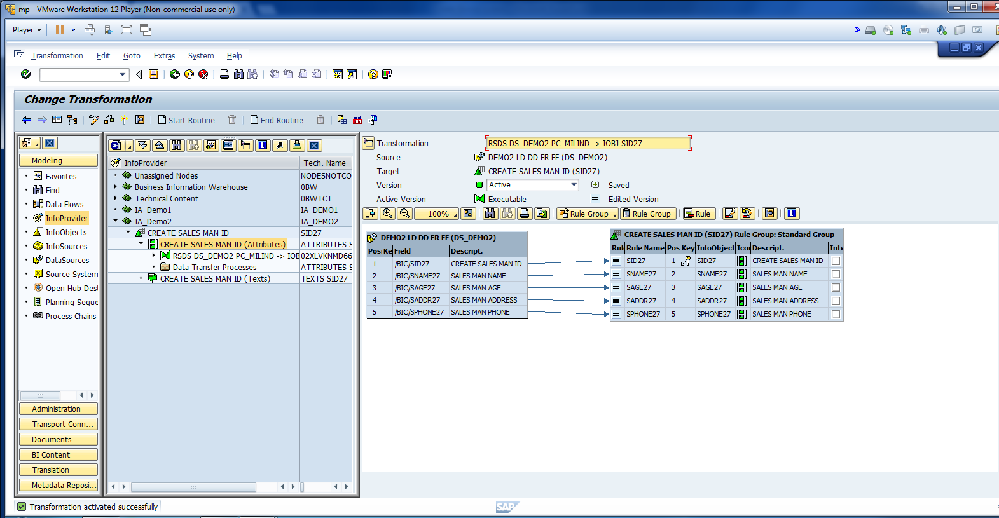 mp - VMware Workstation 12 Player (Non-commercial use only)
Player
Transformation Edit Goto Extras System Help
Change Transformation
Start Routine End Routine
Modeling
Favorites
Find
Data Flows
InfoProvider
InfoObjects
InfoSources
DataSources
Source System
Open Hub Dest
Planning Seque
Process Chains
Administration
Transport Conn...
Documents
BI Content
Translation
Metadata Reposi...
InfoProvider Tech. Name
Unassigned Nodes NODESNOTCO
Business Information Warehouse 0BW
Technical Content 0BWTCT
IA_Demo1 IA_DEMO1
IA_Demo2 IA_DEMO2
CREATE SALES MAN ID SID27
CREATE SALES MAN ID (Attributes) ATTRIBUTES S
RSDS DS_DEMO2 PC_MILIND -> IOB 02XLVKNMD66
Data Transfer Processes ATTRIBUTES S
CREATE SALES MAN ID (Texts) TEXTS SID27
Transformation RSDS DS_DEMO2 PC_MILIND -> IOBJ SID27
Source DEMO2 LD DD FR FF (DS_DEMO2)
Target CREATE SALES MAN ID (SID27)
Version Active Saved
Active Version Executable Edited Version
100% Rule Group Rule Group Rule
DEMO2 LD DD FR FF (DS_DEMO2)
Pos Ke Field Descript.
1 /BIC/SID27 CREATE SALES MAN ID
2 /BIC/SNAME27 SALES MAN NAME
3 /BIC/SAGE27 SALES MAN AGE
4 /BIC/SADDR27 SALES MAN ADDRESS
5 /BIC/SPHONE27 SALES MAN PHONE
CREATE SALES MAN ID (SID27) Rule Group: Standard Group
Rule Rule Name Pos Key InfoObject Icon Descript. Inte
SID27 1 SID27 CREATE SALES MAN ID
SNAME27 2 SNAME27 SALES MAN NAME
SAGE27 3 SAGE27 SALES MAN AGE
SADDR27 4 SADDR27 SALES MAN ADDRESS
SPHONE27 5 SPHONE27 SALES MAN PHONE
Transformation activated successfully
SAP